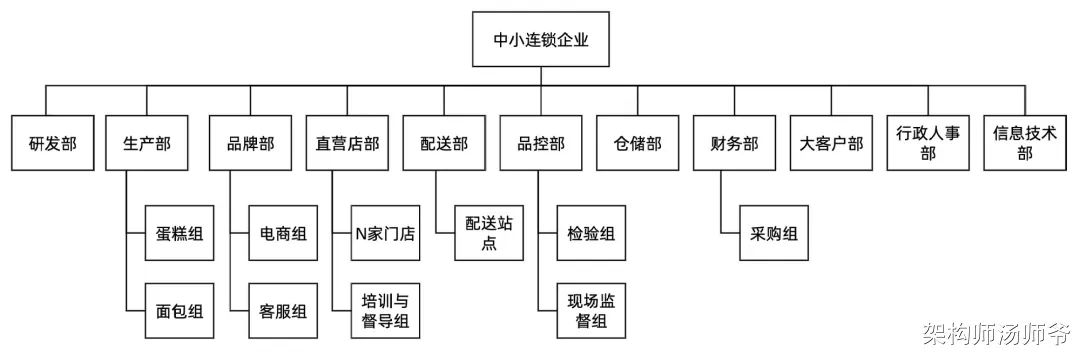 中小连锁企业
研发部
生产部
品牌部
直营店部
配送部
品控部
仓储部
财务部
大客户部
行政人事
部
信息技术
部
蛋糕组
电商组
N家门店
配送站
点
检验组
采购组
面包组
客服组
培训与
督导组
现场监
督组
架构师汤师爷